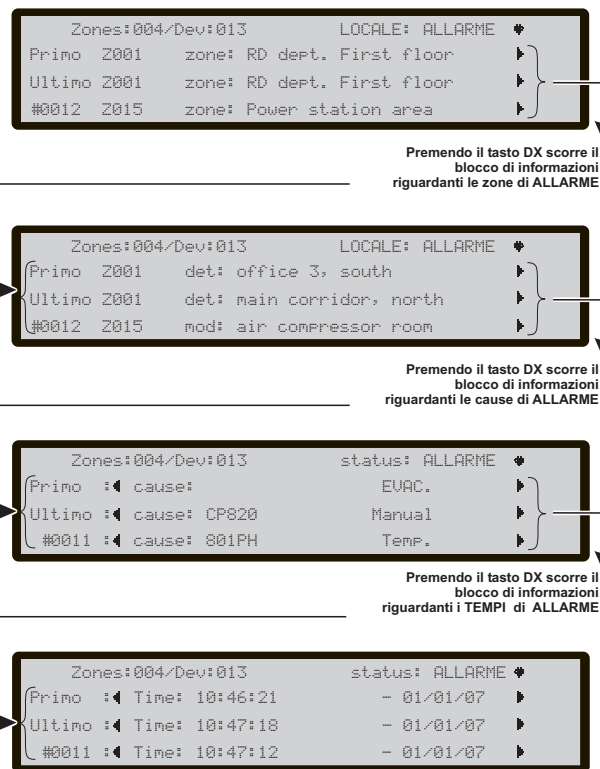 Zones:004/Dev:013 LOCALE: ALLARME
Primo Z001 zone: RD dept. First floor
Ultimo Z001 zone: RD dept. First floor
#0012 Z015 zone: Power station area
Premendo il tasto DX scorre il
blocco di informazioni
riguardanti le zone di ALLARME
Zones:004/Dev:013 LOCALE: ALLARME
Primo Z001 det: office 3, south
Ultimo Z001 det: main corridor, north
#0012 Z015 mod: air compressor room
Premendo il tasto DX scorre il
blocco di informazioni
riguardanti le cause di ALLARME
Zones:004/Dev:013 status: ALLARME
Primo : cause: EVAC.
Ultimo : cause: CP820 Manual
#0011 : cause: 801PH Temp.
Premendo il tasto DX scorre il
blocco di informazioni
riguardanti i TEMPI di ALLARME
Zones:004/Dev:013 status: ALLARME
Primo : Time: 10:46:21 - 01/01/07
Ultimo : Time: 10:47:18 - 01/01/07
#0011 : Time: 10:47:12 - 01/01/07